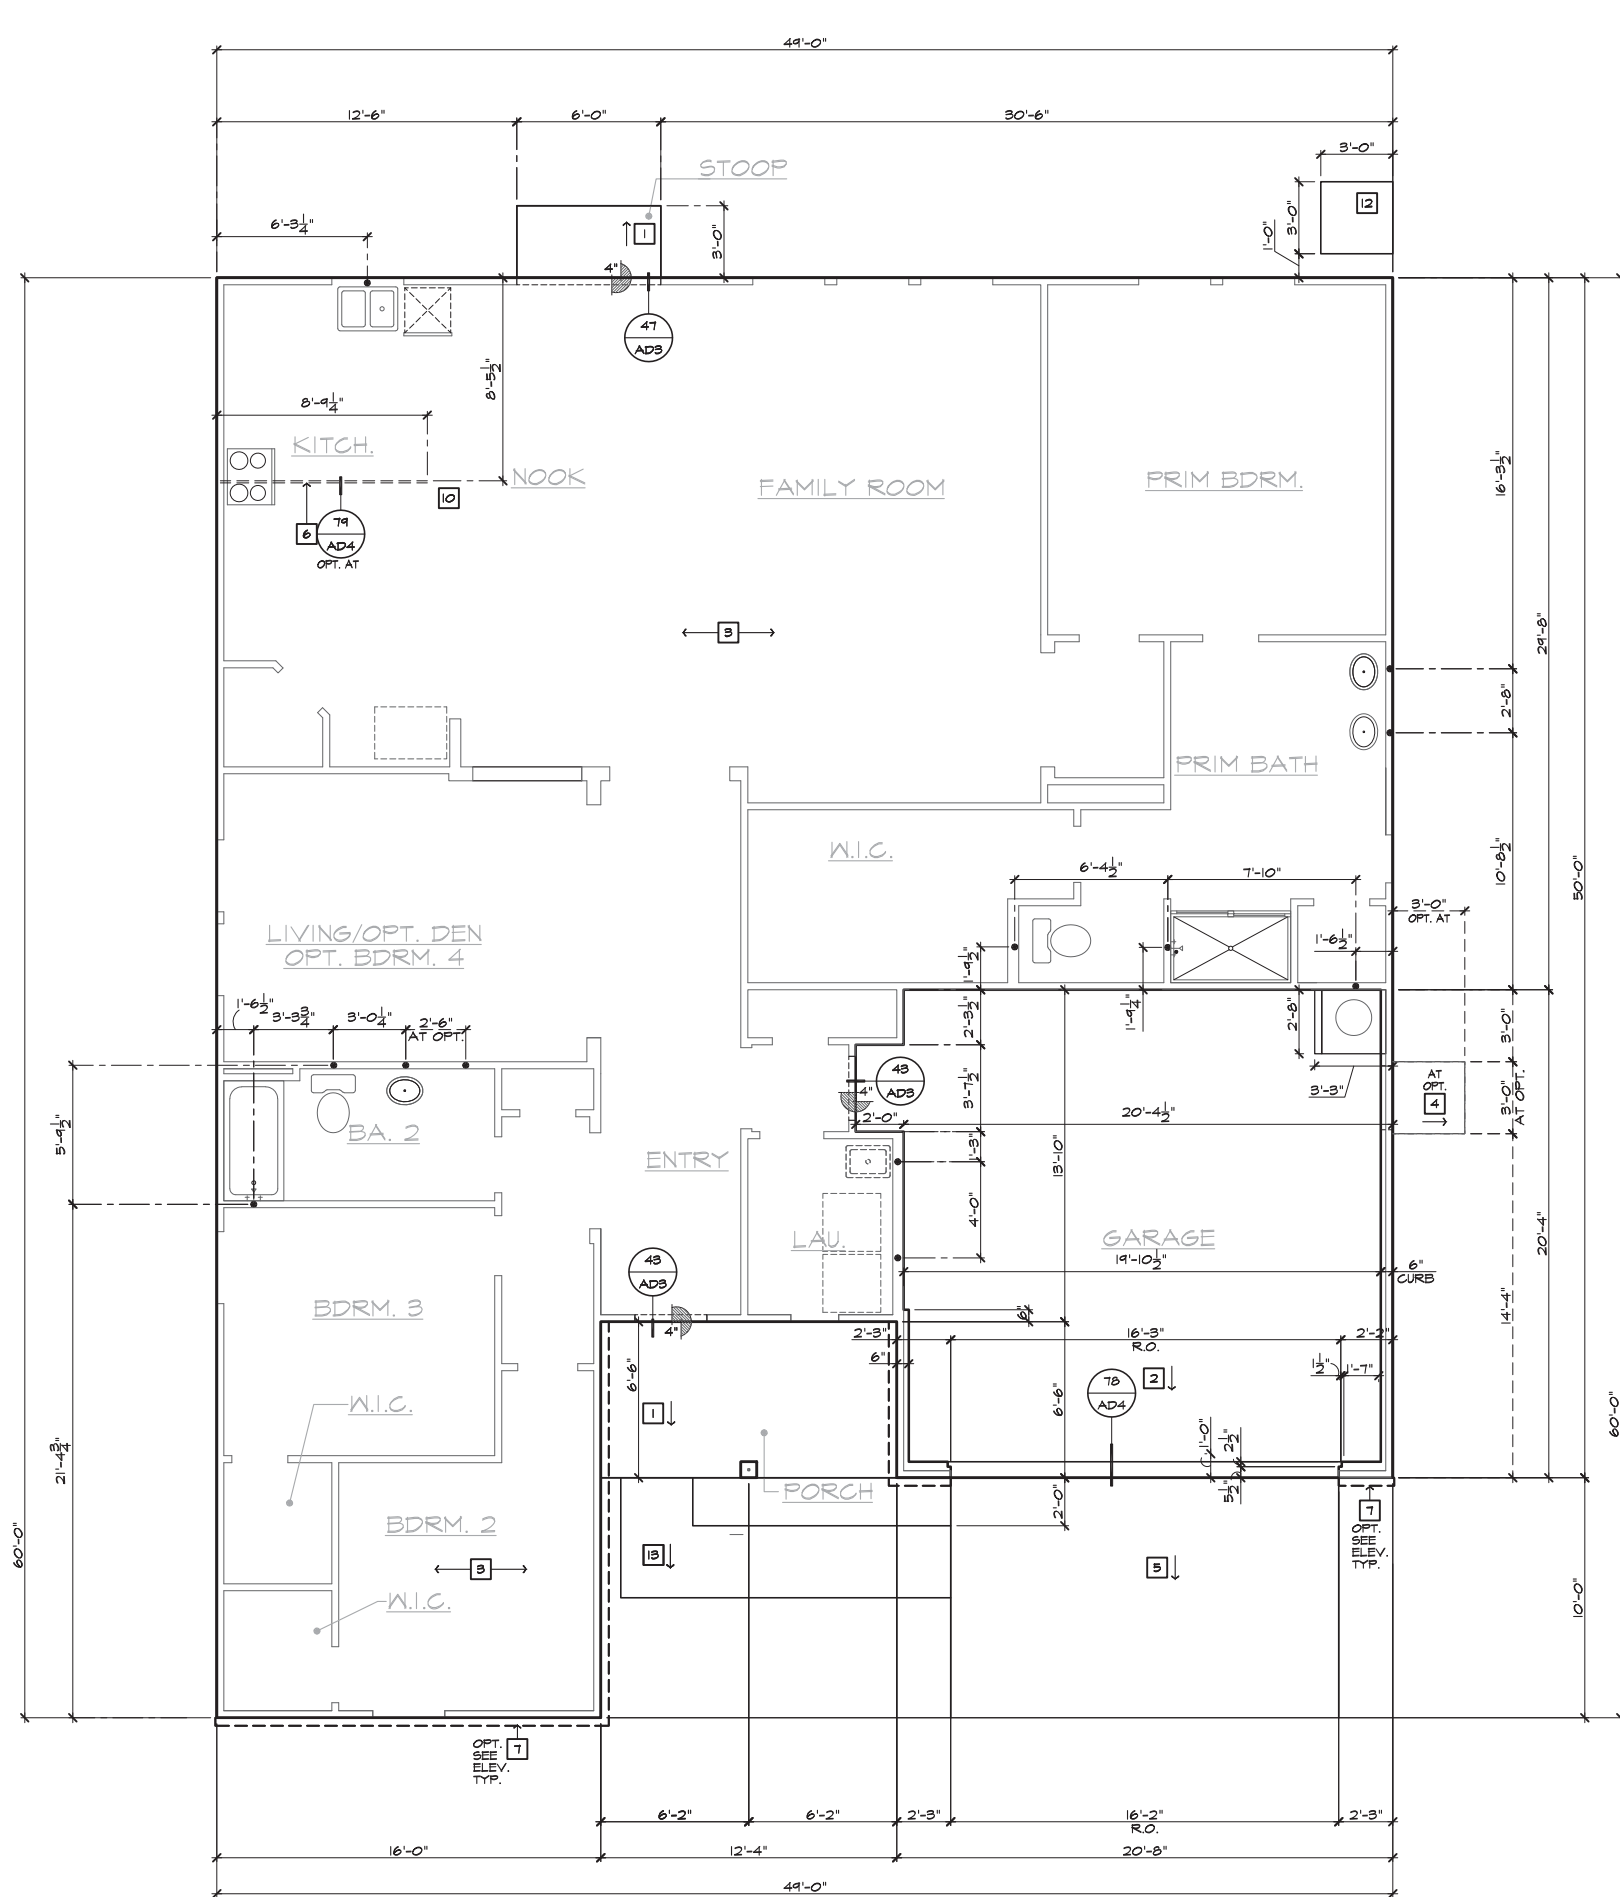 49'-0"
12'-6"
6'-0"
30'-6"
3'-0"
STOOP
12
6'-3 1/4"
1
3'-0"
3'-0"
1'-0"
4"
47
AD3
8'-5 1/2"
8'-9 1/4"
KITCH.
NOOK
FAMILY ROOM
PRIM BDRM.
16'-3 1/2"
10
6
79
AD4
OPT. AT
3
29'-8"
2'-8"
PRIM BATH
W.I.C.
6'-4 1/2"
7'-10"
10'-8 1/2"
50'-0"
3'-0"
OPT. AT
LIVING/OPT. DEN
OPT. BDRM. 4
1'-6 1/2"
1'-9 1/2"
1'-9 1/4"
1'-6 1/2"
3'-3 3/4"
3'-0 1/4"
2'-6"
AT OPT.
2'-3 1/2"
2'-8"
3'-0"
43
AD3
4"
3'-7 1/2"
3'-3"
AT
OPT.
4
3'-0"
AT OPT.
2'-0"
20'-4 1/2"
5'-9 1/2"
BA. 2
ENTRY
1'-3"
13'-10"
4'-0"
LAU.
GARAGE
19'-10 1/2"
20'-4"
6"
CURB
43
AD3
4"
BDRM. 3
6"
14'-4"
2'-3"
16'-3"
R.O.
2'-2"
6"
1 1/2"
1'-7"
6'-6"
78
AD4
2
6'-6"
W.I.C.
1
1'-0"
2 1/2"
60'-0"
21'-4 3/4"
PORCH
5 1/2"
2'-0"
7
OPT.
SEE
ELEV.
TYP.
BDRM. 2
60'-0"
13
3
5
W.I.C.
10'-0"
OPT.
SEE
ELEV.
TYP.
7
6'-2"
6'-2"
2'-3"
16'-2"
R.O.
2'-3"
16'-0"
12'-4"
20'-8"
49'-0"